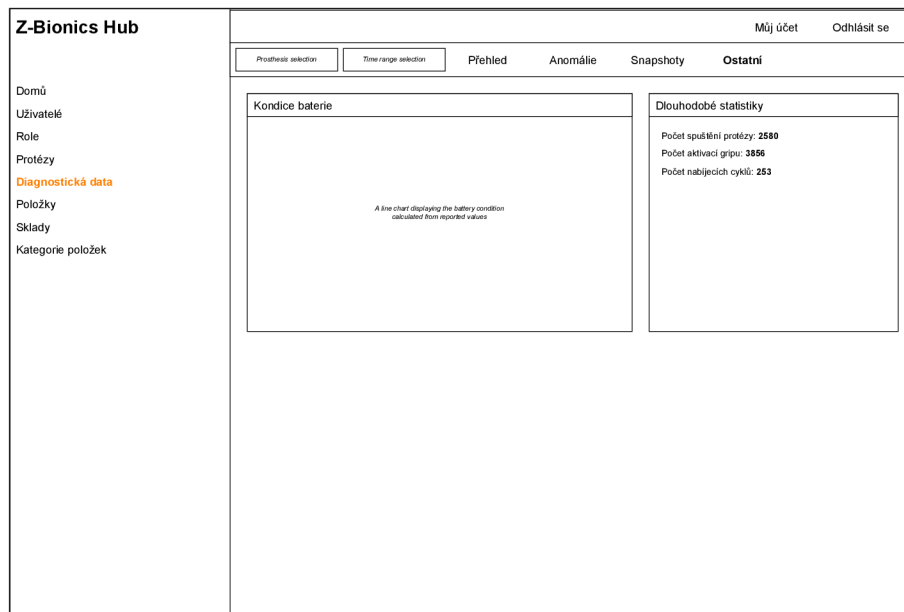 Z-Bionics Hub
Můj účet
Odhlásit se
Prosthesis selection
Time range selection
Přehled
Anomálie
Snapshoty
Ostatní
Domů
Uživatelé
Role
Protézy
Diagnostická data
Položky
Sklady
Kategorie položek
Kondice baterie
A line chart displaying the battery condition
calculated from reported values
Dlouhodobé statistiky
Počet spuštění protézy: 2580
Počet aktivací gripu: 3856
Počet nabíjecích cyklů: 253